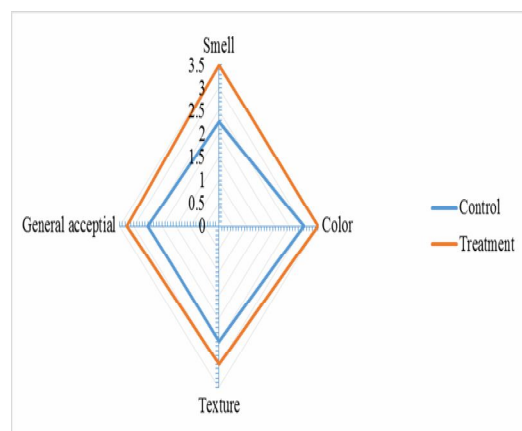 Smell
3.5
3
2.5
2
1.5
1
0.5
0
General acceptial
Color
Texture
Control
Treatment